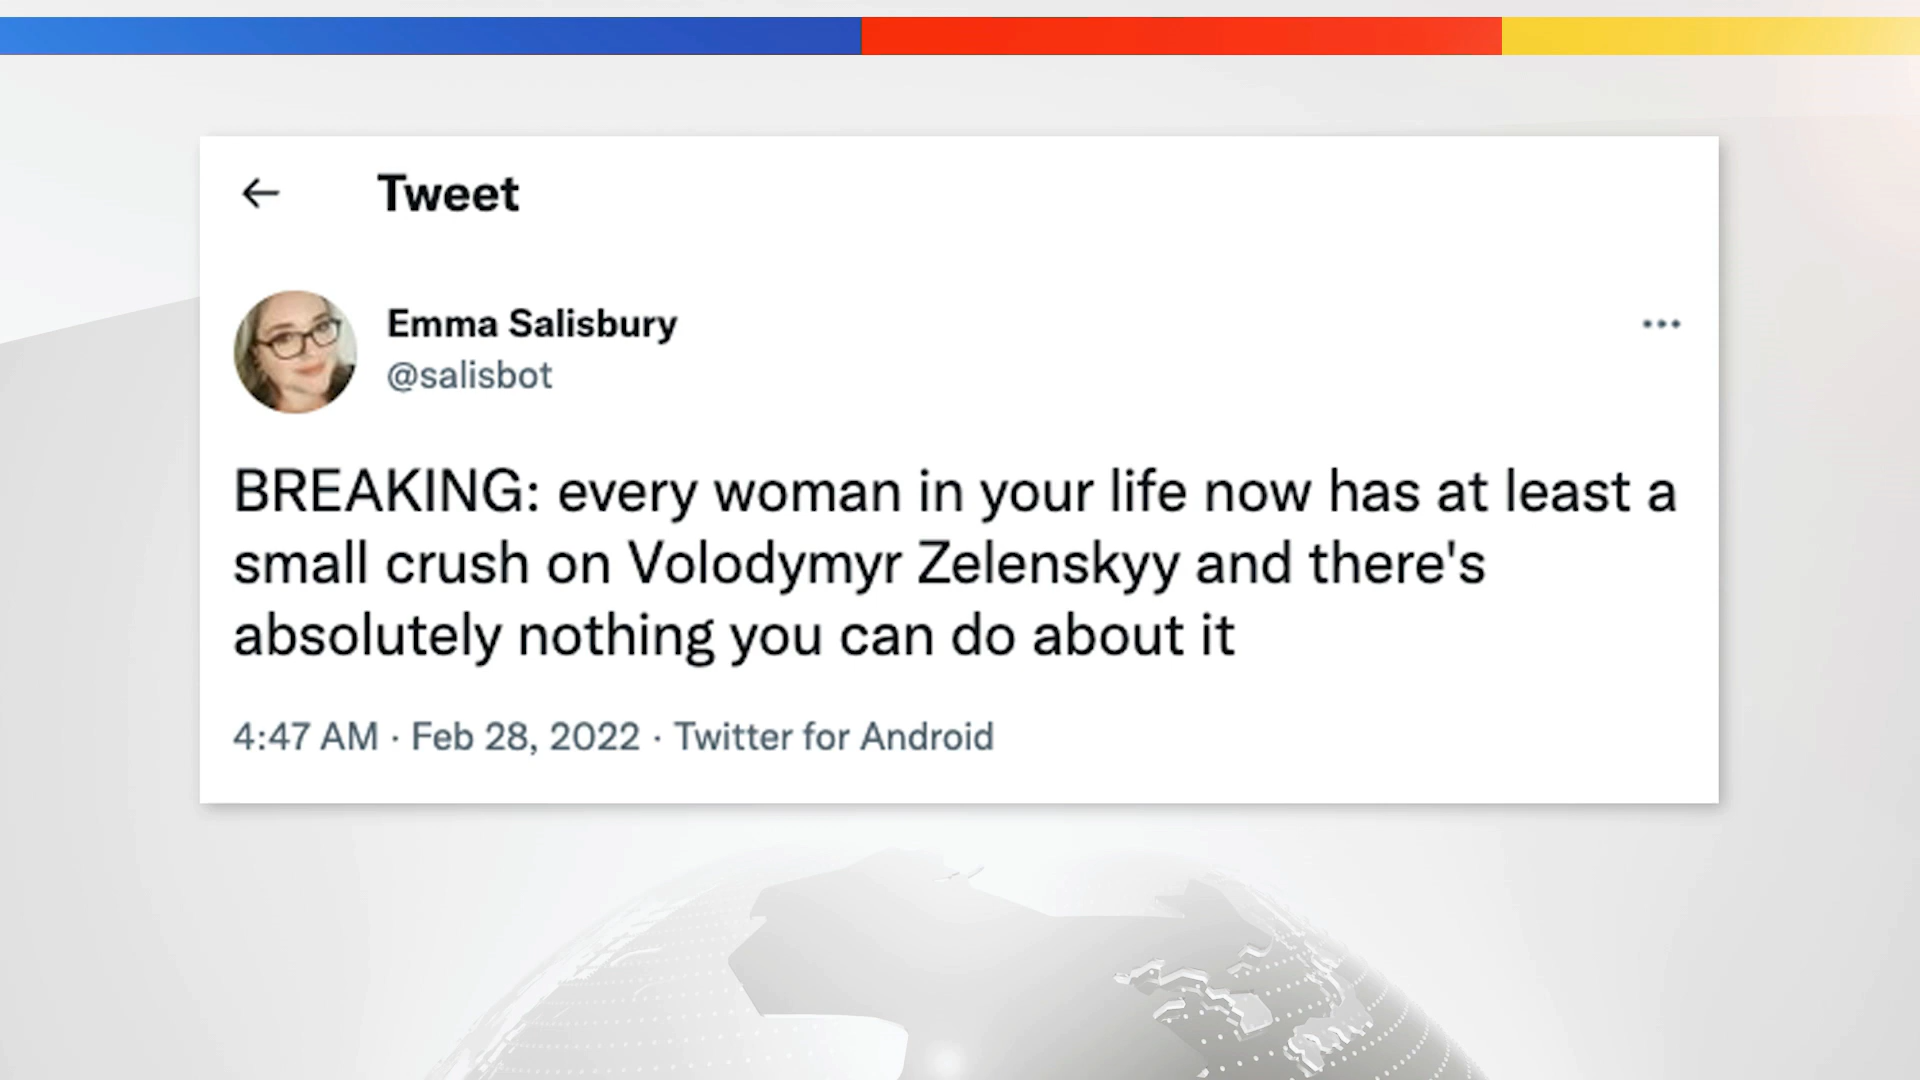 Tweet
Emma Salisbury
@salisbot
BREAKING: every woman in your life now has at least a
small crush on Volodymyr Zelenskyy and there's
absolutely nothing you can do about it
4:47 AM · Feb 28, 2022 · Twitter for Android